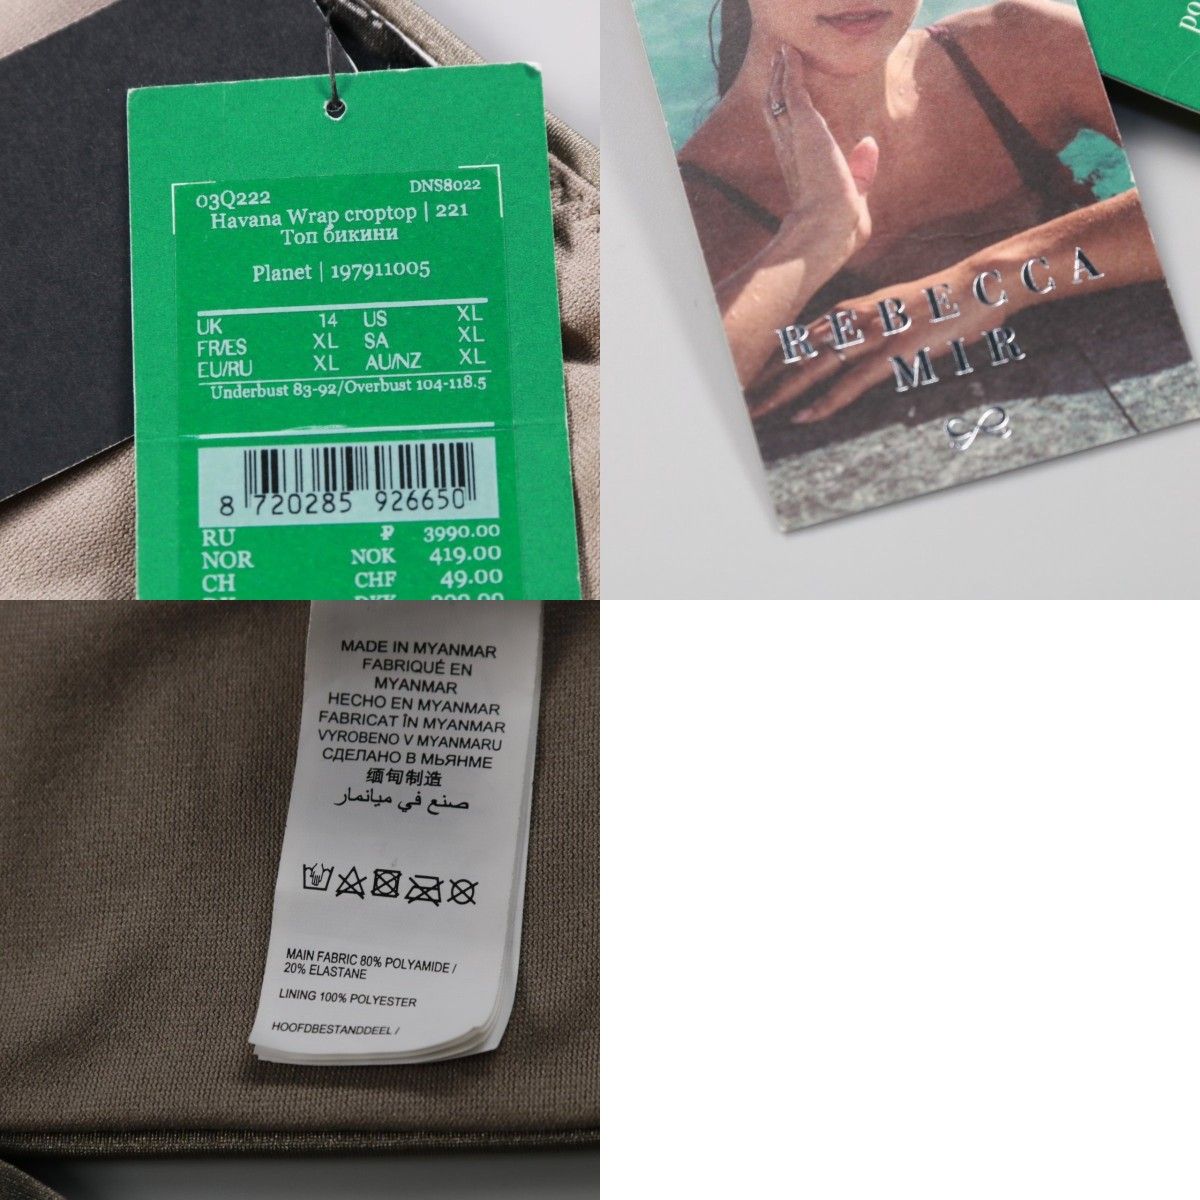 03Q222 DNS8022
Havana Wrap croptop | 221
Топ бикини
Planet | 197911005
UK 14 US XL
FR/ES XL SA XL
EU/RU XL AU/NZ XL
Underbust 83-92/Overbust 104-118.5
8 720285 926650
RU ₽ 3990.00
NOR NOK 419.00
CH CHF 49.00
REBECCA
MIR
po
MADE IN MYANMAR
FABRIQUÉ EN
MYANMAR
HECHO EN MYANMAR
FABRICAT ÎN MYANMAR
VYROBENO V MYANMARU
СДЕЛАНО В МЬЯНМЕ
缅甸制造
صنع في ميانمار
MAIN FABRIC 80% POLYAMIDE /
20% ELASTANE
LINING 100% POLYESTER
HOOFDBESTANDDEEL /